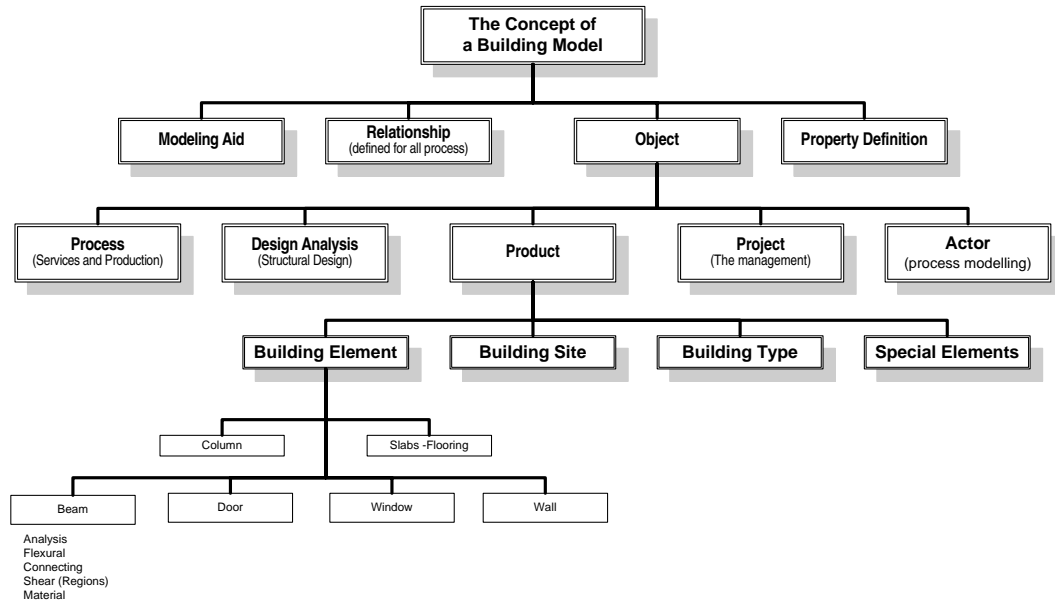 The Concept of
a Building Model
Modeling Aid
Relationship
(defined for all process)
Object
Property Definition
Process
(Services and Production)
Design Analysis
(Structural Design)
Product
Project
(The management)
Actor
(process modelling)
Building Element
Building Site
Building Type
Special Elements
Column
Slabs -Flooring
Beam
Door
Window
Wall
Analysis
Flexural
Connecting
Shear (Regions)
Material